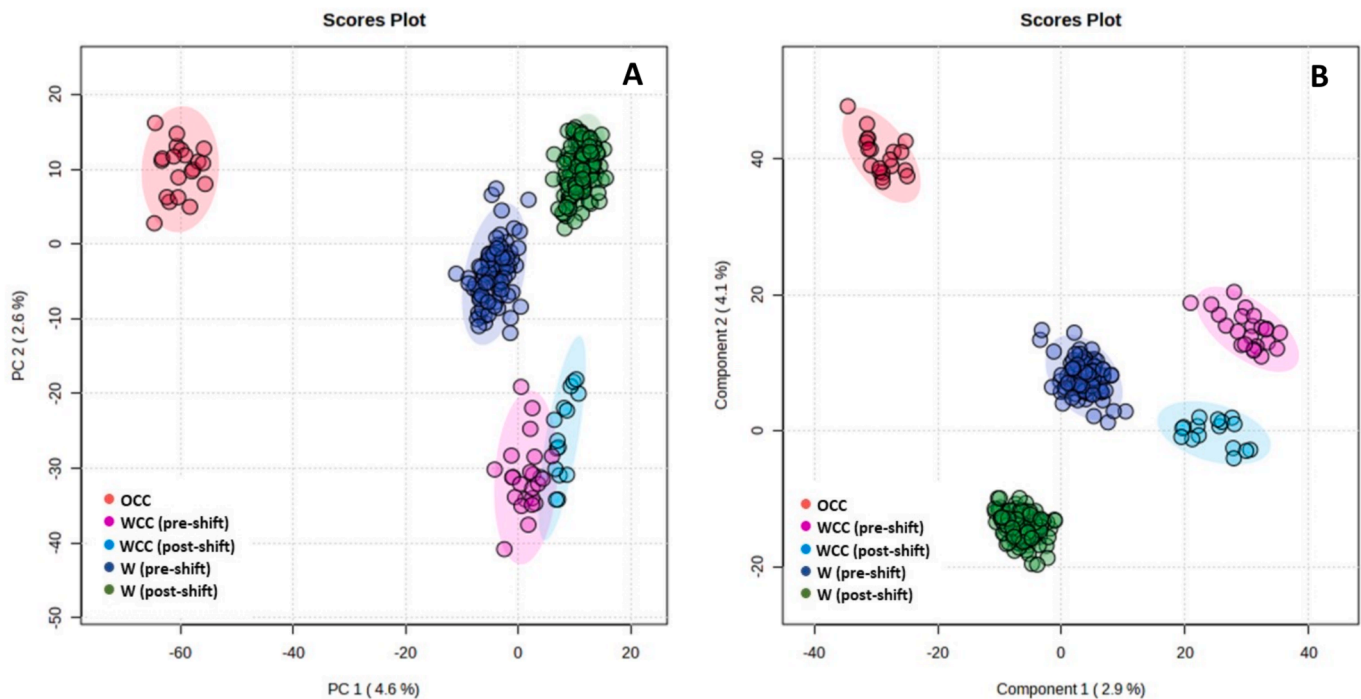 Scores Plot
A
20
10
0
-10
-20
-30
-40
-50
PC 2 ( 2.6 %)
OCC
WCC (pre-shift)
WCC (post-shift)
W (pre-shift)
W (post-shift)
-60 -40 -20 0 20
PC 1 ( 4.6 %)
Scores Plot
B
40
20
0
-20
Component 2 ( 4.1 %)
OCC
WCC (pre-shift)
WCC (post-shift)
W (pre-shift)
W (post-shift)
-40 -20 0 20 40
Component 1 ( 2.9 %)